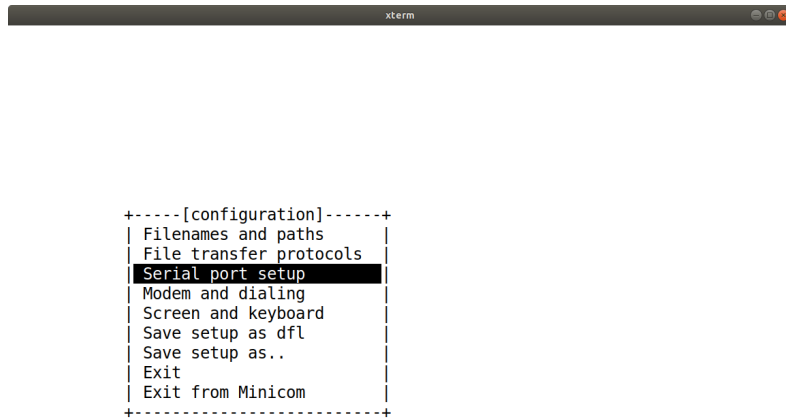 xterm
+-----[configuration]------+
| Filenames and paths      |
| File transfer protocols  |
| Serial port setup        |
| Modem and dialing        |
| Screen and keyboard      |
| Save setup as dfl        |
| Save setup as..          |
| Exit                     |
| Exit from Minicom        |
+--------------------------+